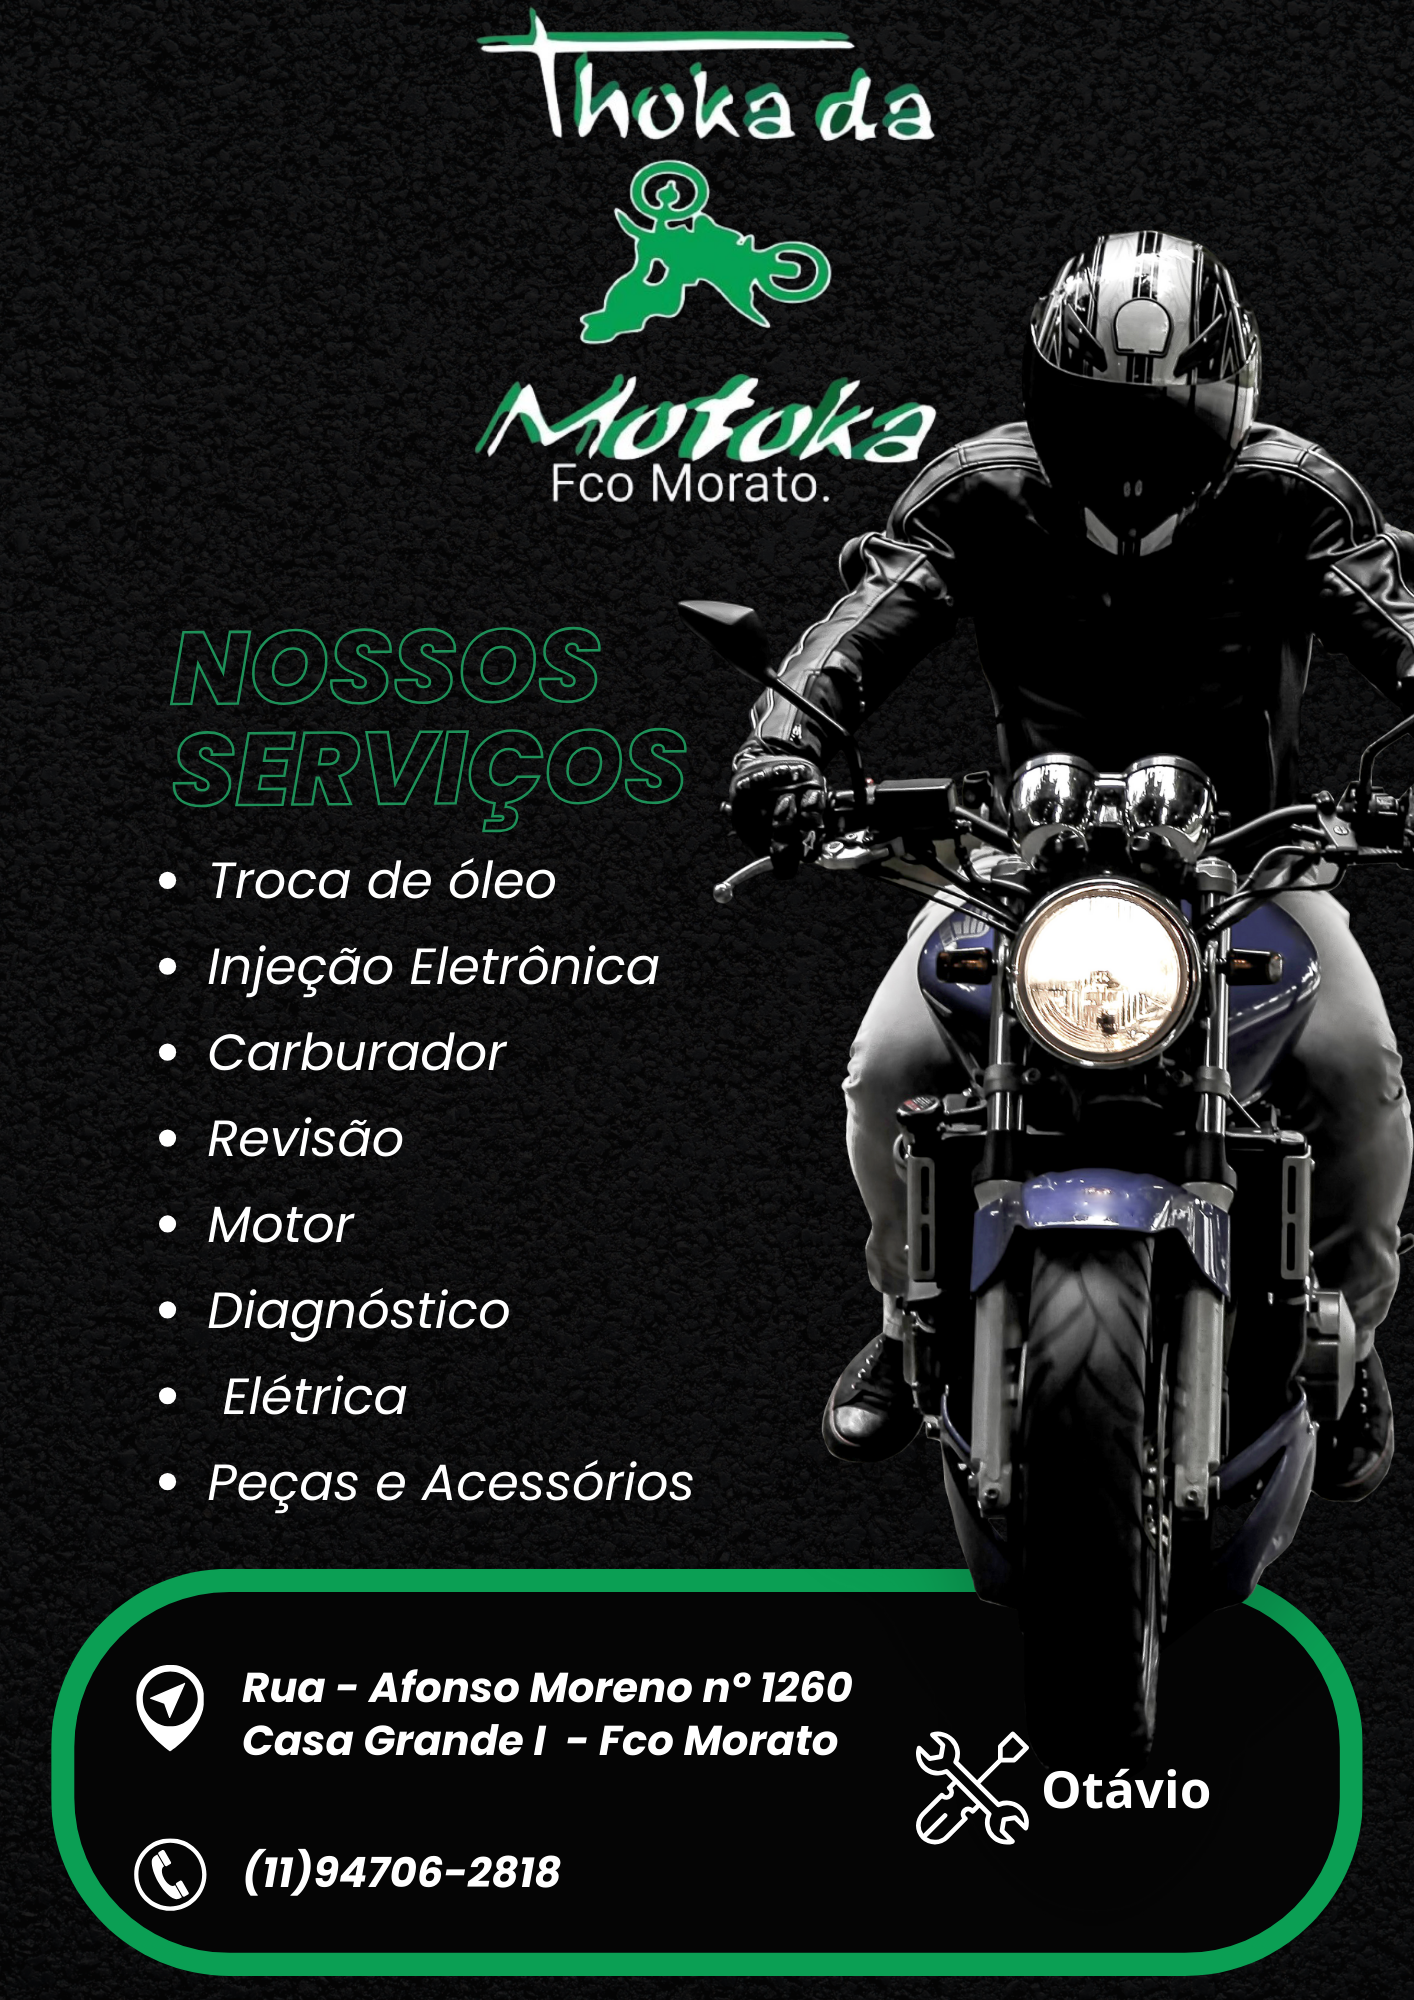 Thoka da
Motoka
Fco Morato.
NOSSOS
SERVIÇOS
Troca de óleo
Injeção Eletrônica
Carburador
Revisão
Motor
Diagnóstico
Elétrica
Peças e Acessórios
Rua - Afonso Moreno nº 1260
Casa Grande I - Fco Morato
Otávio
(11)94706-2818